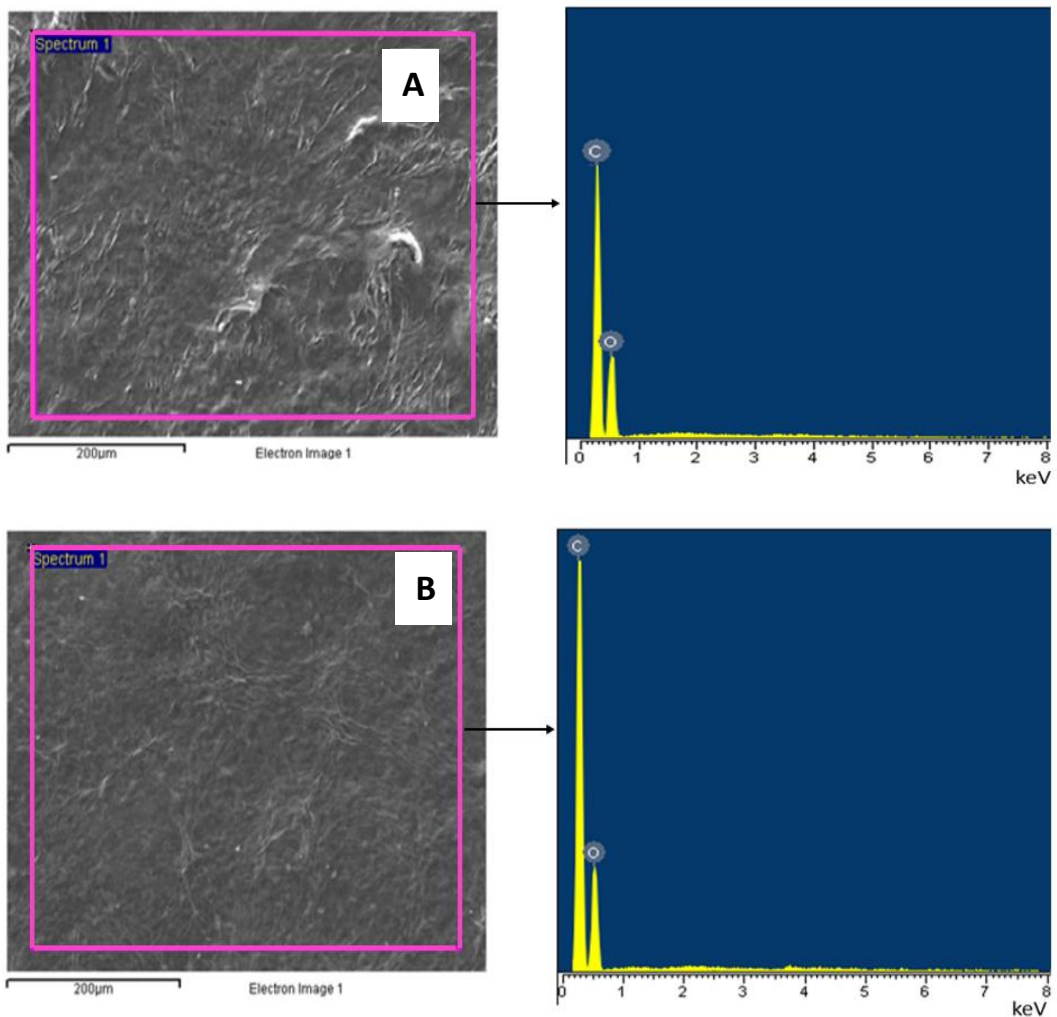 Spectrum 1
A
C
O
0 1 2 3 4 5 6 7 8
keV
200µm
Electron Image 1
Spectrum 1
B
C
O
0 1 2 3 4 5 6 7 8
keV
200µm
Electron Image 1